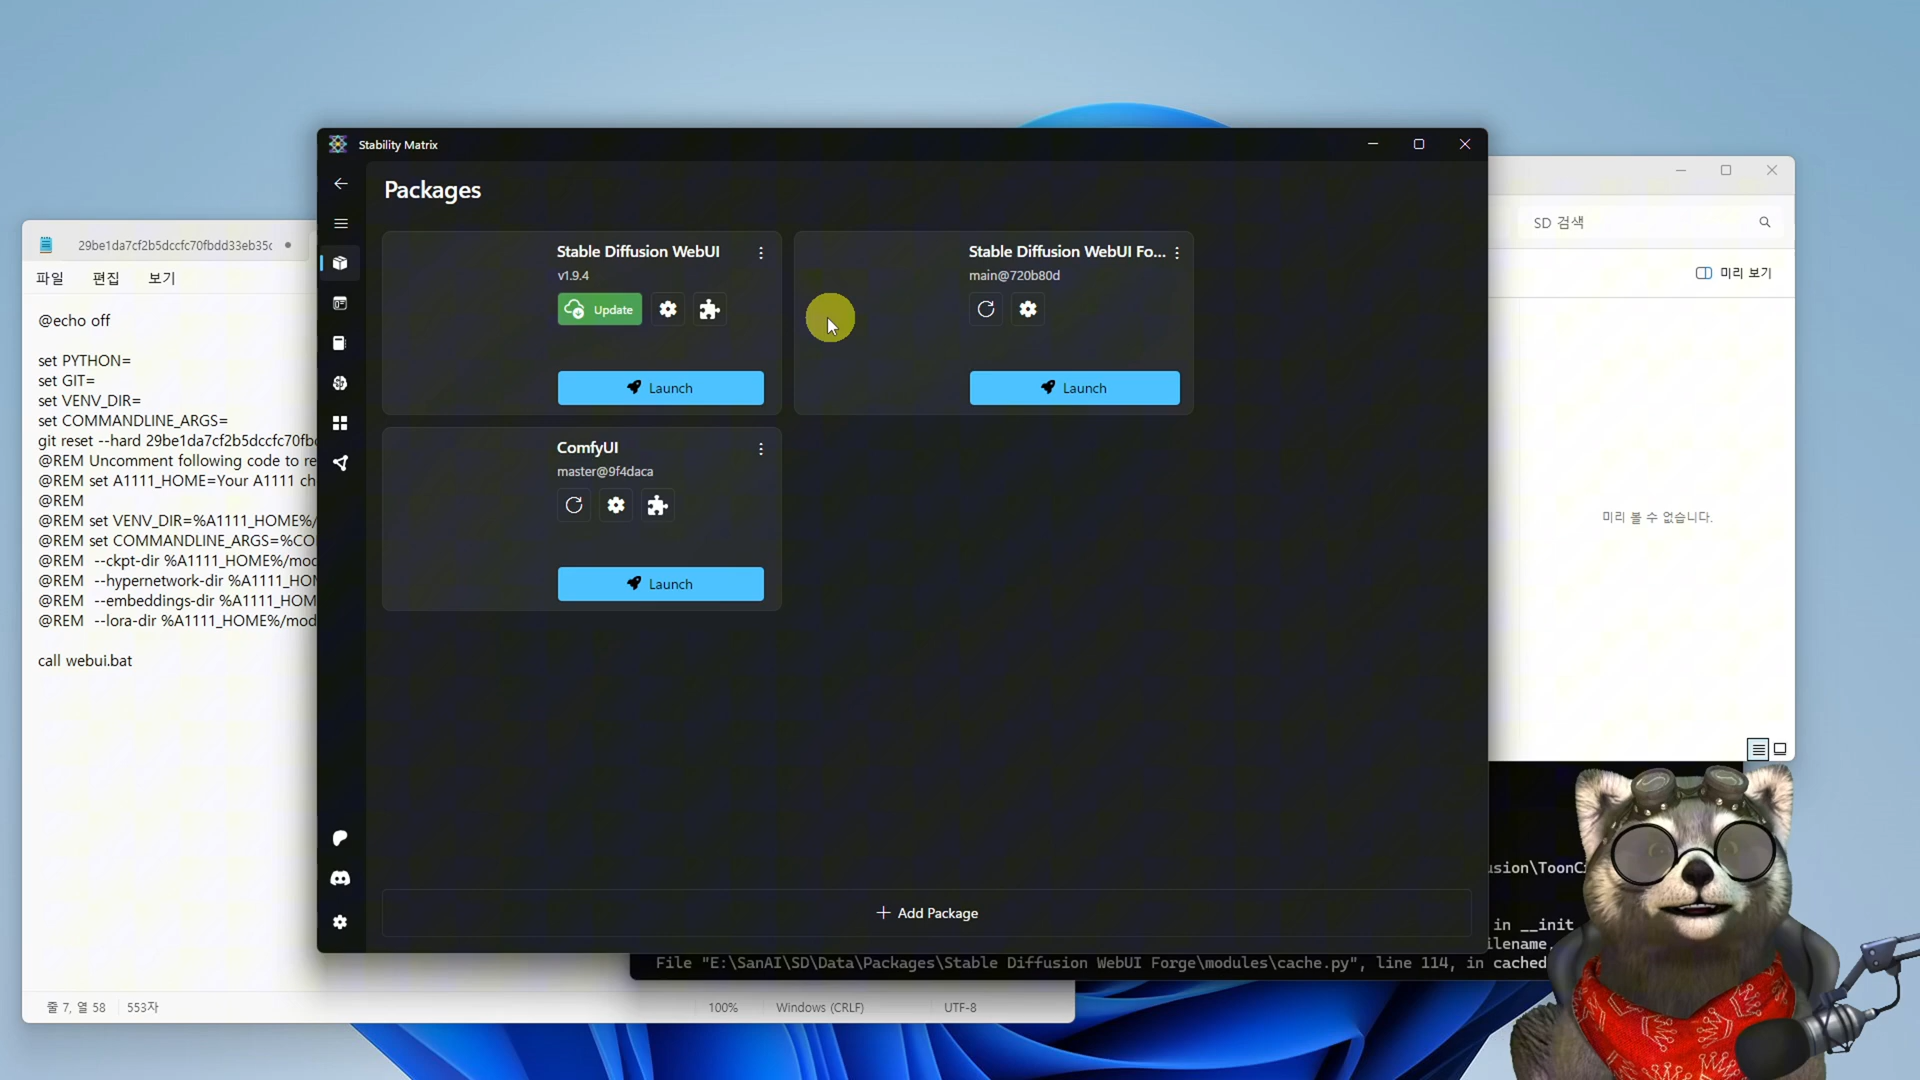 Stability Matrix
Packages
Stable Diffusion WebUI
v1.9.4
Update
Launch
Stable Diffusion WebUI Fo...
main@720b80d
Launch
ComfyUI
master@9f4daca
Launch
Add Package
29be1da7cf2b5dccfc70fbdd33eb35c
파일 편집 보기
@echo off
set PYTHON=
set GIT=
set VENV_DIR=
set COMMANDLINE_ARGS=
git reset --hard 29be1da7cf2b5dccfc70fb
@REM Uncomment following code to re
@REM set A1111_HOME=Your A1111 ch
@REM
@REM set VENV_DIR=%A1111_HOME%/
@REM set COMMANDLINE_ARGS=%CO
@REM --ckpt-dir %A1111_HOME%/mod
@REM --hypernetwork-dir %A1111_HOM
@REM --embeddings-dir %A1111_HOM
@REM --lora-dir %A1111_HOME%/mod
call webui.bat
줄 7, 열 58 553자 100% Windows (CRLF) UTF-8
SD 검색
미리 보기
미리 볼 수 없습니다.
usion\ToonC
in __init
ilename,
File "E:\SanAI\SD\Data\Packages\Stable Diffusion WebUI Forge\modules\cache.py", line 114, in cached